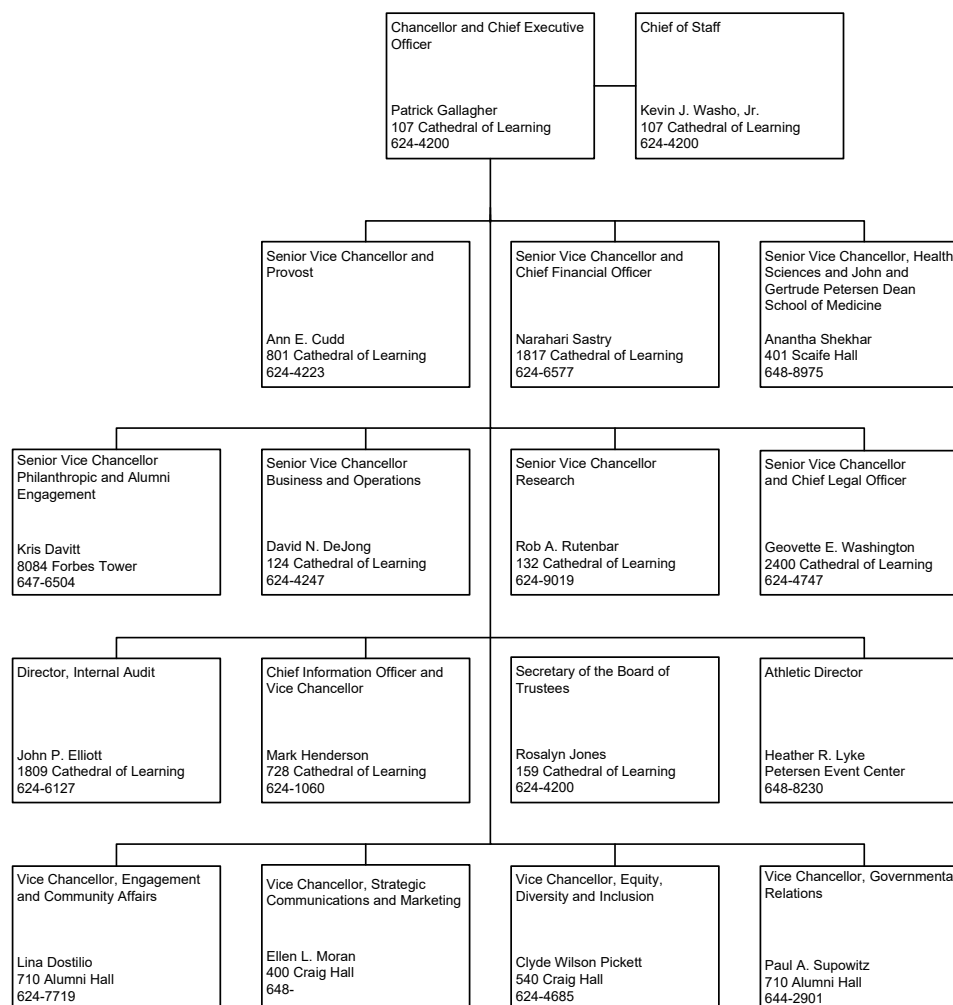 Chancellor and Chief Executive
Officer
Patrick Gallagher
107 Cathedral of Learning
624-4200
Chief of Staff
Kevin J. Washo, Jr.
107 Cathedral of Learning
624-4200
Senior Vice Chancellor and
Provost
Ann E. Cudd
801 Cathedral of Learning
624-4223
Senior Vice Chancellor and
Chief Financial Officer
Narahari Sastry
1817 Cathedral of Learning
624-6577
Senior Vice Chancellor, Health
Sciences and John and
Gertrude Petersen Dean
School of Medicine
Anantha Shekhar
401 Scaife Hall
648-8975
Senior Vice Chancellor
Philanthropic and Alumni
Engagement
Kris Davitt
8084 Forbes Tower
647-6504
Senior Vice Chancellor
Business and Operations
David N. DeJong
124 Cathedral of Learning
624-4247
Senior Vice Chancellor
Research
Rob A. Rutenbar
132 Cathedral of Learning
624-9019
Senior Vice Chancellor
and Chief Legal Officer
Geovette E. Washington
2400 Cathedral of Learning
624-4747
Director, Internal Audit
John P. Elliott
1809 Cathedral of Learning
624-6127
Chief Information Officer and
Vice Chancellor
Mark Henderson
728 Cathedral of Learning
624-1060
Secretary of the Board of
Trustees
Rosalyn Jones
159 Cathedral of Learning
624-4200
Athletic Director
Heather R. Lyke
Petersen Event Center
648-8230
Vice Chancellor, Engagement
and Community Affairs
Lina Dostilio
710 Alumni Hall
624-7719
Vice Chancellor, Strategic
Communications and Marketing
Ellen L. Moran
400 Craig Hall
648-
Vice Chancellor, Equity,
Diversity and Inclusion
Clyde Wilson Pickett
540 Craig Hall
624-4685
Vice Chancellor, Governmenta
Relations
Paul A. Supowitz
710 Alumni Hall
644-2901